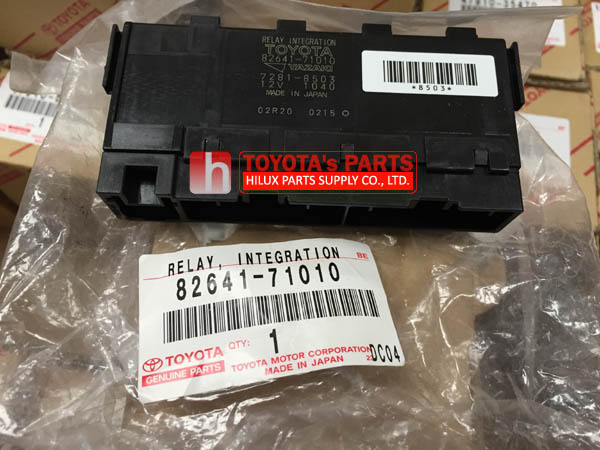 RELAY INTEGRATION
TOYOTA
82641-71010
YAZAKI
7281-8503
12V 1040
MADE IN JAPAN
02R20 0215
*8503*
h TOYOTA's PARTS
HILUX PARTS SUPPLY CO., LTD.
RELAY, INTEGRATION BE
82641-71010
QTY: 1
TOYOTA
GENUINE PARTS
TOYOTA MOTOR CORPORATION
MADE IN JAPAN
DC04